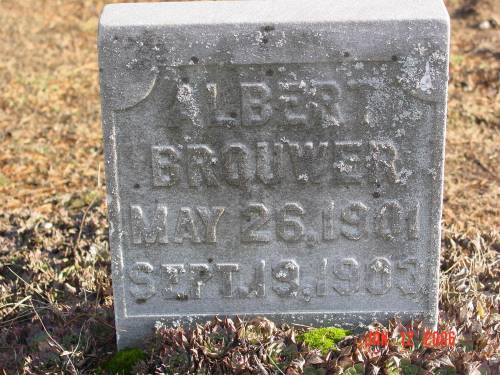 ALBERT
BROUWER
MAY 26, 1901
SEPT. 19, 1903